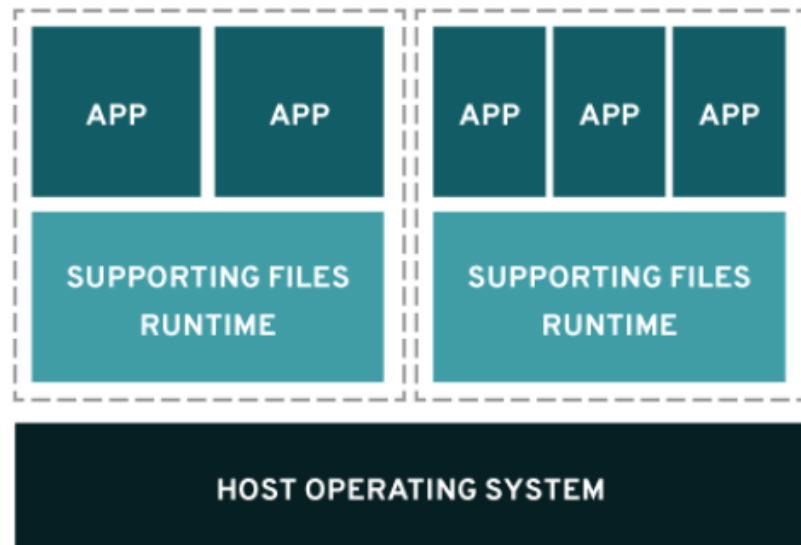 APP
APP
APP
APP
APP
SUPPORTING FILES
RUNTIME
SUPPORTING FILES
RUNTIME
HOST OPERATING SYSTEM